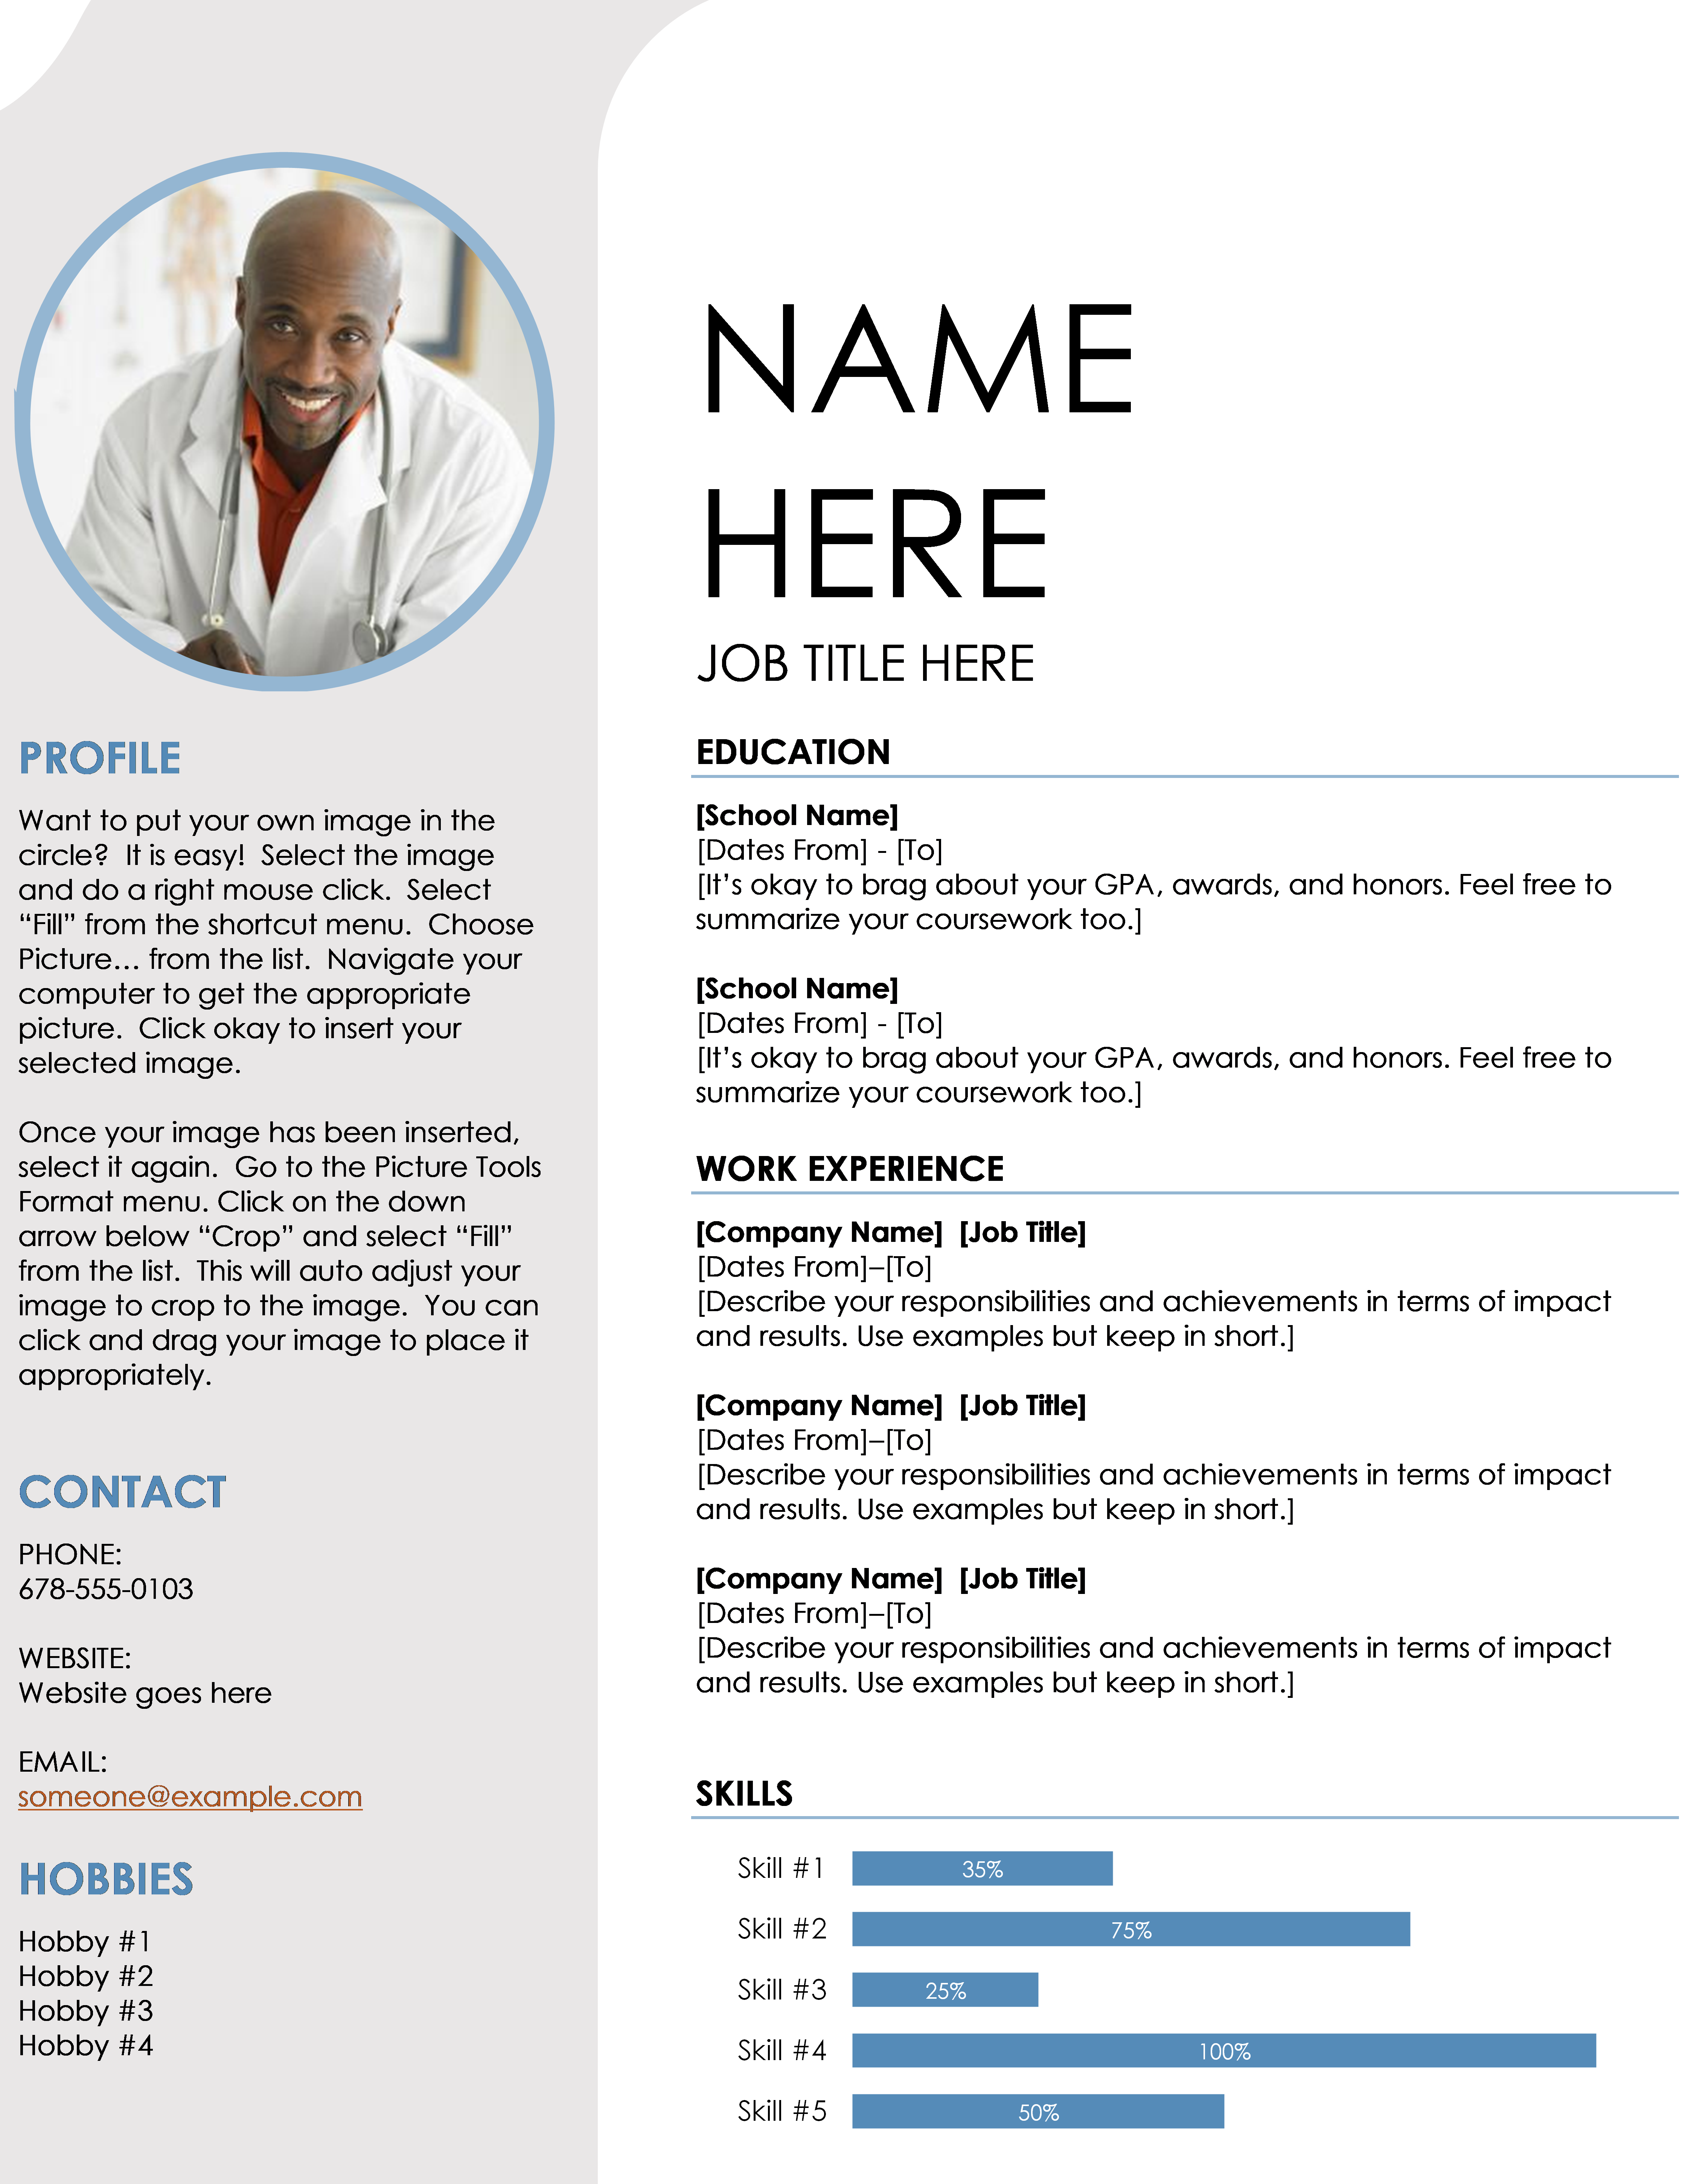 NAME
HERE
JOB TITLE HERE
PROFILE
Want to put your own image in the
circle?  It is easy!  Select the image
and do a right mouse click.  Select
“Fill” from the shortcut menu.  Choose
Picture… from the list.  Navigate your
computer to get the appropriate
picture.  Click okay to insert your
selected image.
Once your image has been inserted,
select it again.  Go to the Picture Tools
Format menu. Click on the down
arrow below “Crop” and select “Fill”
from the list.  This will auto adjust your
image to crop to the image.  You can
click and drag your image to place it
appropriately.
CONTACT
PHONE:
678-555-0103
WEBSITE:
Website goes here
EMAIL:
someone@example.com
HOBBIES
Hobby #1
Hobby #2
Hobby #3
Hobby #4
EDUCATION
[School Name]
[Dates From] - [To]
[It’s okay to brag about your GPA, awards, and honors. Feel free to
summarize your coursework too.]
[School Name]
[Dates From] - [To]
[It’s okay to brag about your GPA, awards, and honors. Feel free to
summarize your coursework too.]
WORK EXPERIENCE
[Company Name]  [Job Title]
[Dates From]–[To]
[Describe your responsibilities and achievements in terms of impact
and results. Use examples but keep in short.]
[Company Name]  [Job Title]
[Dates From]–[To]
[Describe your responsibilities and achievements in terms of impact
and results. Use examples but keep in short.]
[Company Name]  [Job Title]
[Dates From]–[To]
[Describe your responsibilities and achievements in terms of impact
and results. Use examples but keep in short.]
SKILLS
Skill #1 35%
Skill #2 75%
Skill #3 25%
Skill #4 100%
Skill #5 50%